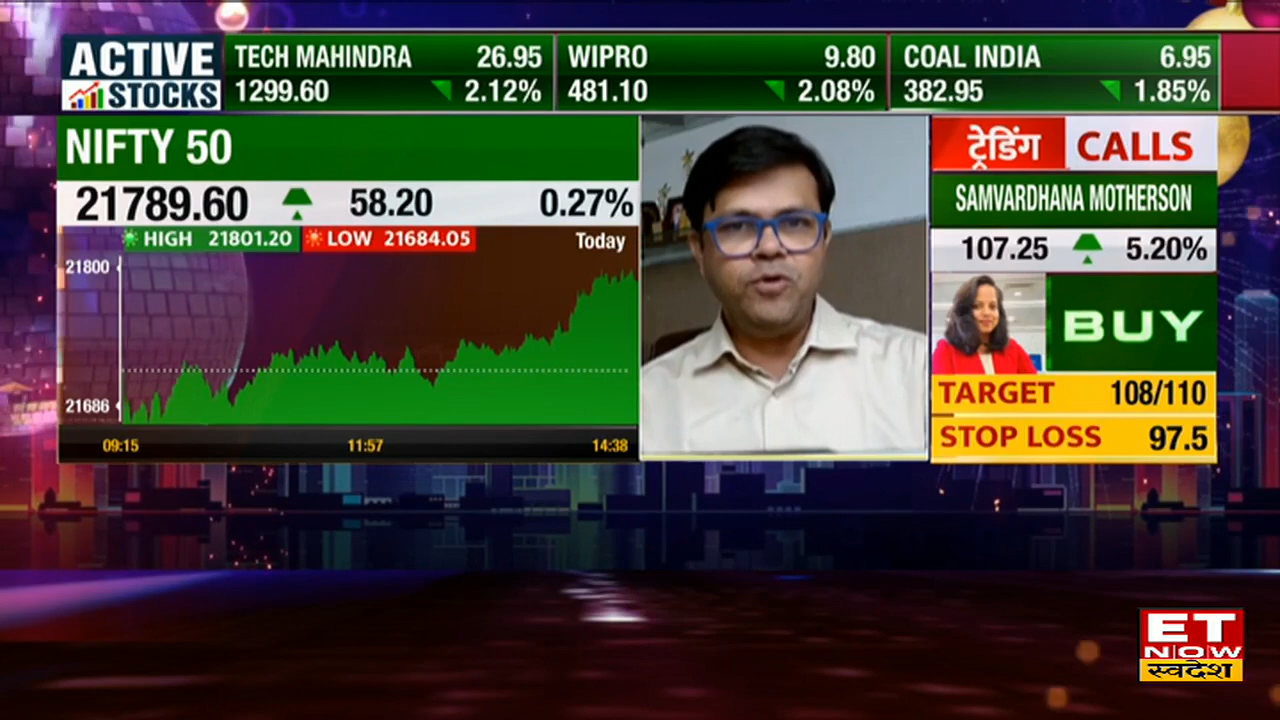 ACTIVE
STOCKS
TECH MAHINDRA 26.95
1299.60 2.12%
WIPRO 9.80
481.10 2.08%
COAL INDIA 6.95
382.95 1.85%
NIFTY 50
21789.60 58.20 0.27%
HIGH 21801.20 LOW 21684.05 Today
21800
21686
09:15 11:57 14:38
ट्रेडिंग CALLS
SAMVARDHANA MOTHERSON
107.25 5.20%
BUY
TARGET 108/110
STOP LOSS 97.5
ET
NOW
स्वदेश